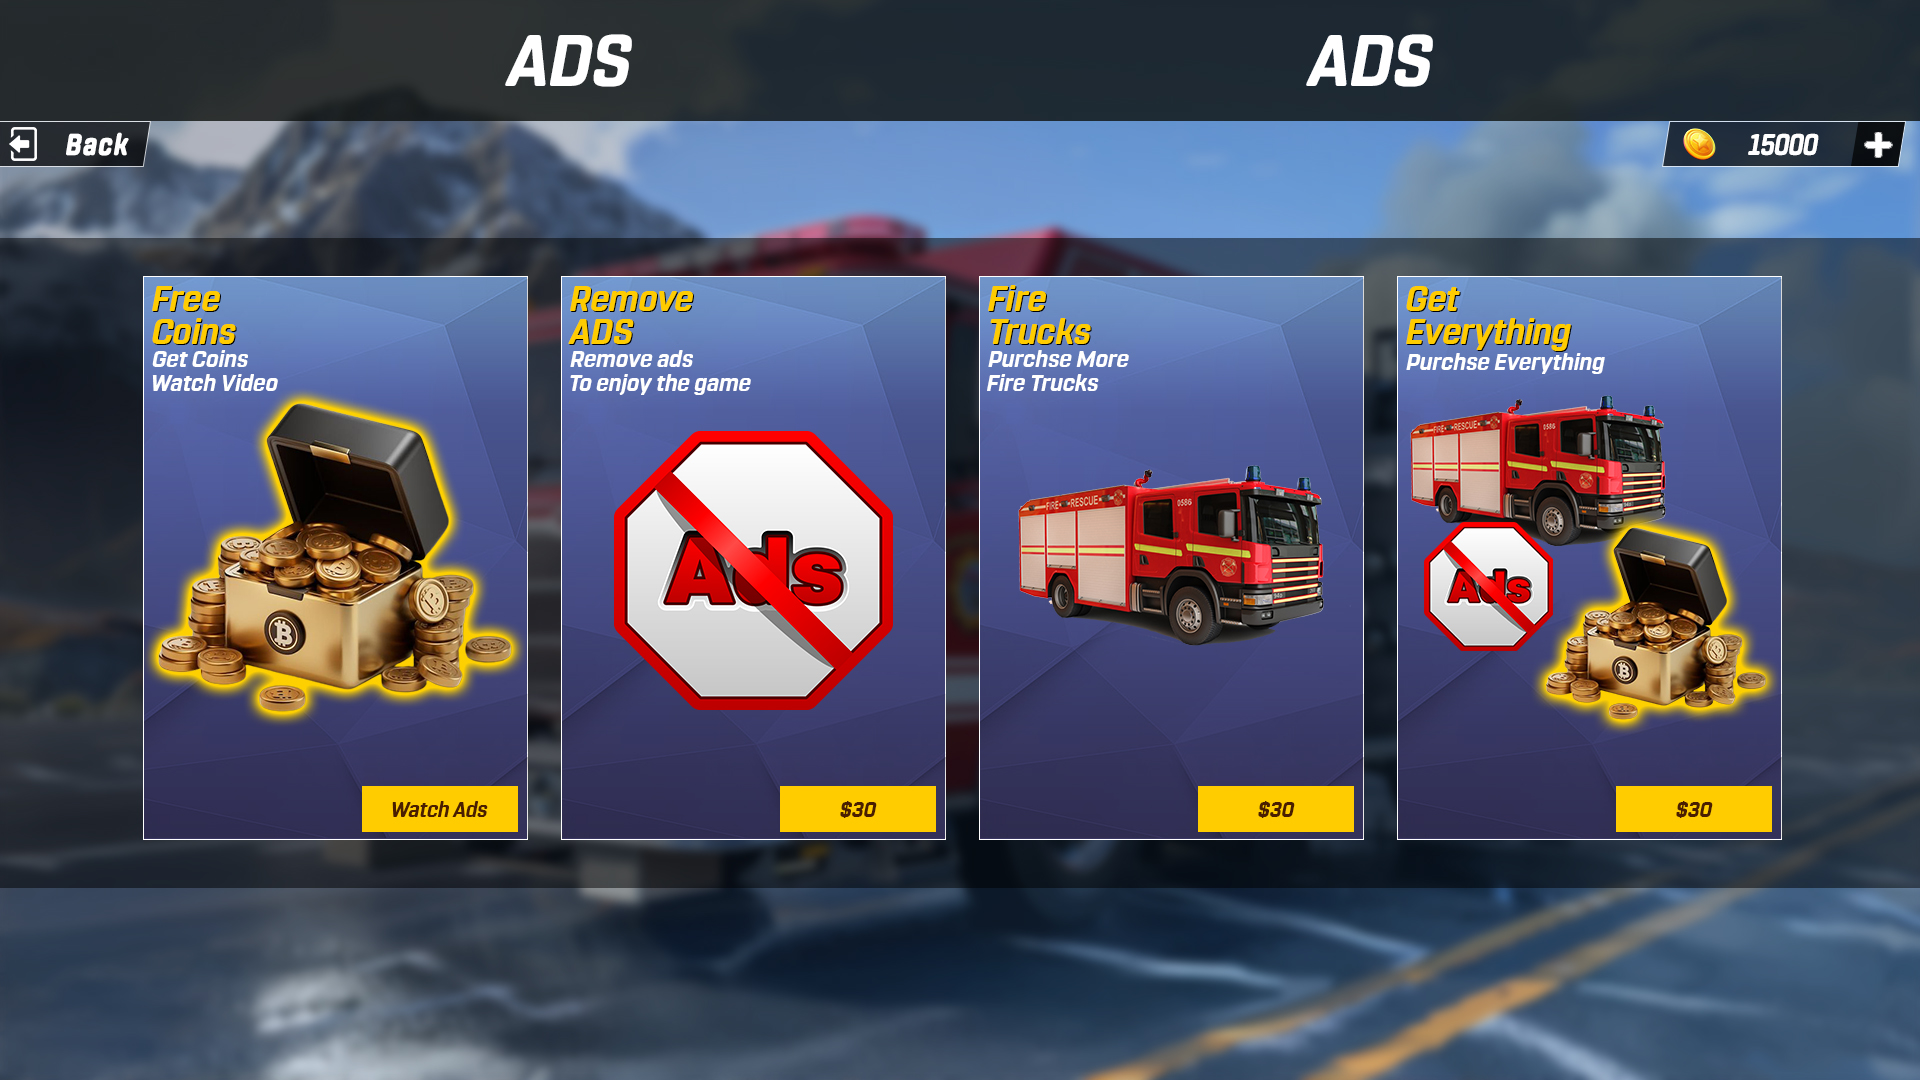 ADS ADS
Back
15000
Free
Coins
Get Coins
Watch Video
Watch Ads
Remove
ADS
Remove ads
To enjoy the game
Ads
$30
Fire
Trucks
Purchse More
Fire Trucks
FIRE RESCUE
0586
$30
Get
Everything
Purchse Everything
FIRE RESCUE
0586
Ads
$30